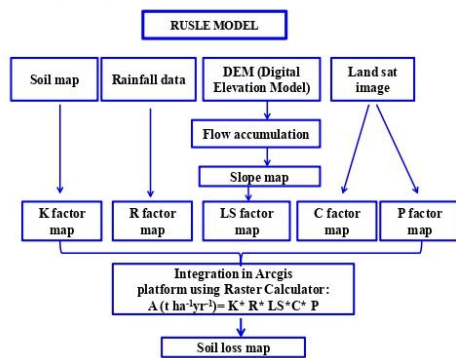 RUSLE MODEL
Soil map
Rainfall data
DEM (Digital
Elevation Model)
Land sat
image
Flow accumulation
Slope map
K factor
map
R factor
map
LS factor
map
C factor
map
P factor
map
Integration in Arcgis
platform using Raster Calculator:
A (t ha⁻¹yr⁻¹)= K* R* LS*C* P
Soil loss map